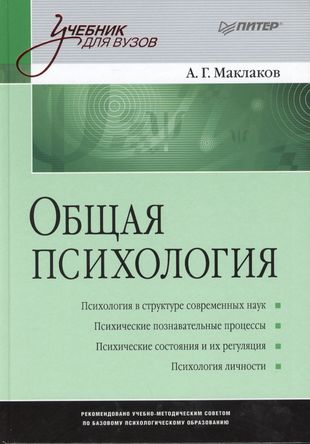 УЧЕБНИК
ДЛЯ ВУЗОВ
ПИТЕР®
А. Г. Маклаков
ОБЩАЯ
ПСИХОЛОГИЯ
Психология в структуре современных наук
Психические познавательные процессы
Психические состояния и их регуляция
Психология личности
РЕКОМЕНДОВАНО УЧЕБНО-МЕТОДИЧЕСКИМ СОВЕТОМ
ПО БАЗОВОМУ ПСИХОЛОГИЧЕСКОМУ ОБРАЗОВАНИЮ